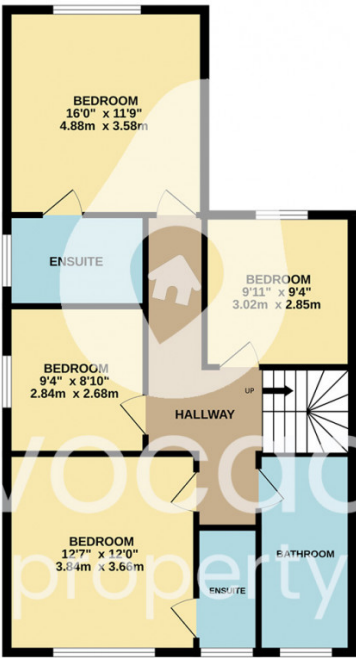 BEDROOM
16'0" x 11'9"
4.88m x 3.58m
ENSUITE
BEDROOM
9'11" x 9'4"
3.02m x 2.85m
BEDROOM
9'4" x 8'10"
2.84m x 2.68m
UP
HALLWAY
vocad
BEDROOM
12'7" x 12'0"
3.84m x 3.66m
BATHROOM
property
ENSUITE